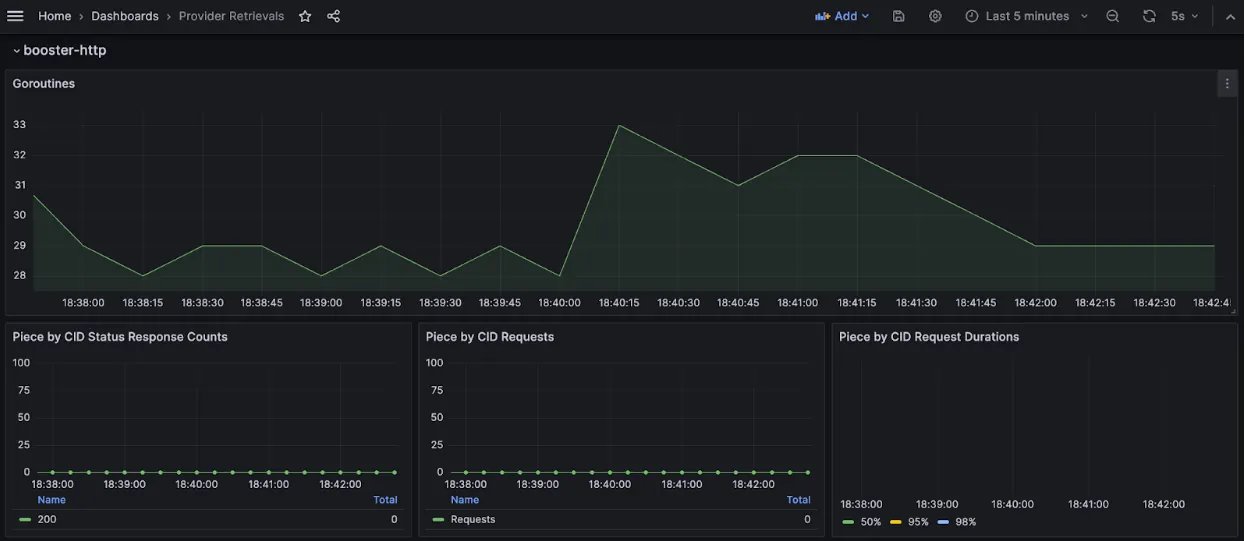 Home > Dashboards > Provider Retrievals Add Last 5 minutes 5s
booster-http
Goroutines
33
32
31
30
29
28
18:38:00 18:38:15 18:38:30 18:38:45 18:39:00 18:39:15 18:39:30 18:39:45 18:40:00 18:40:15 18:40:30 18:40:45 18:41:00 18:41:15 18:41:30 18:41:45 18:42:00 18:42:15 18:42:30 18:42:4
Piece by CID Status Response Counts
100
75
50
25
0
18:38:00 18:39:00 18:40:00 18:41:00 18:42:00
Name Total
200 0
Piece by CID Requests
100
75
50
25
0
18:38:00 18:39:00 18:40:00 18:41:00 18:42:00
Name Total
Requests 0
Piece by CID Request Durations
18:38:00 18:39:00 18:40:00 18:41:00 18:42:00
50% 95% 98%